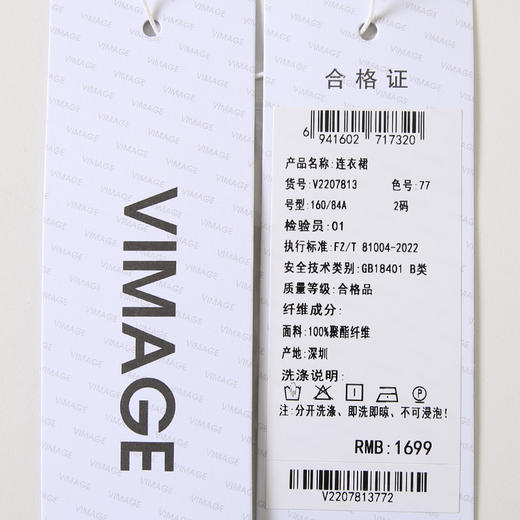 VIMAGE
合格证
6 941602 717320
产品名称:连衣裙
货号:V2207813 色号:77
号型:160/84A 2码
检验员:01
执行标准:FZ/T 81004-2022
安全技术类别:GB18401 B类
质量等级:合格品
纤维成分:
面料:100%聚酯纤维
产地:深圳
洗涤说明:
P
注:分开洗涤、即洗即晾、不可浸泡!
RMB:1699
V2207813772